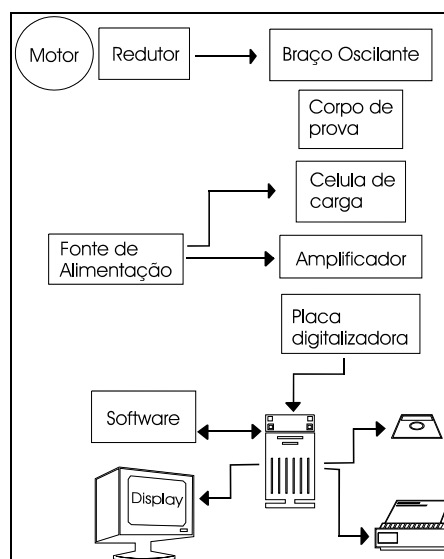 Motor
Redutor
Braço Oscilante
Corpo de
prova
Celula de
carga
Fonte de
Alimentação
Amplificador
Placa
digitalizadora
Software
Display